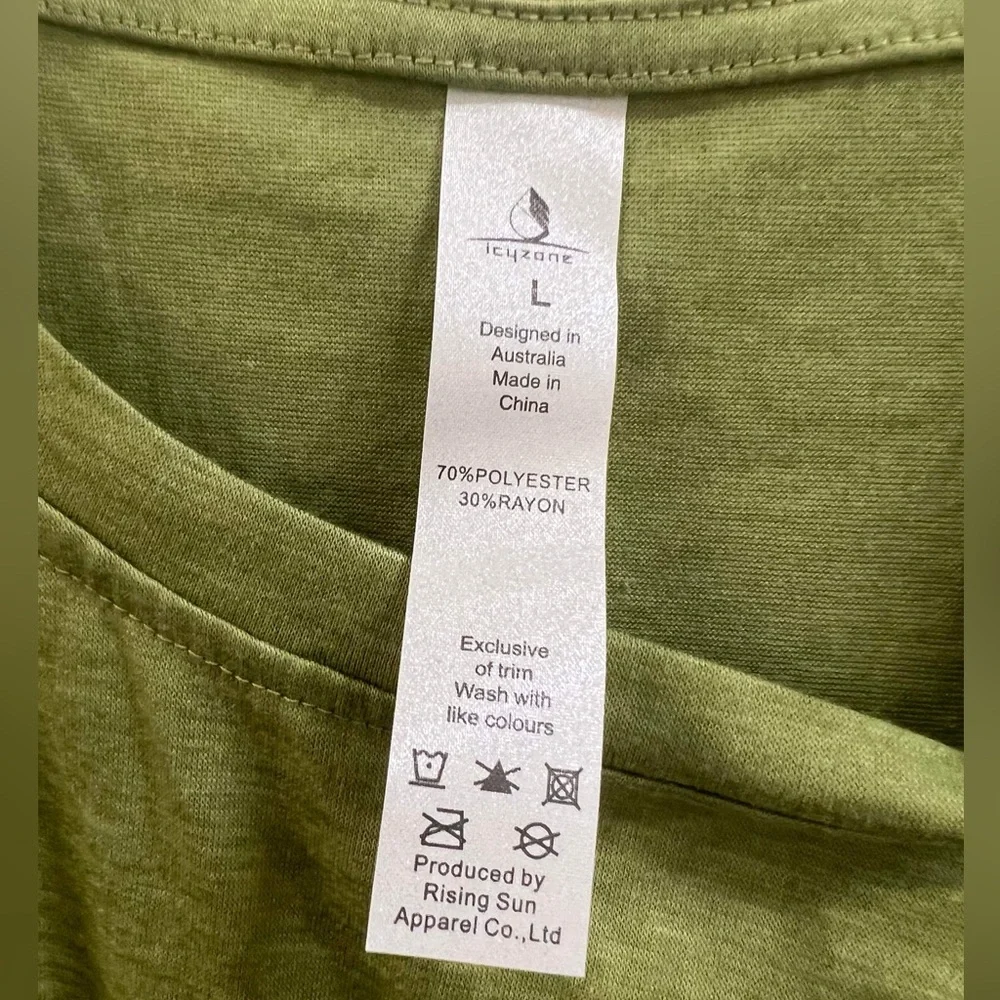 icyzone
L
Designed in
Australia
Made in
China
70%POLYESTER
30%RAYON
Exclusive
of trim
Wash with
like colours
Produced by
Rising Sun
Apparel Co.,Ltd